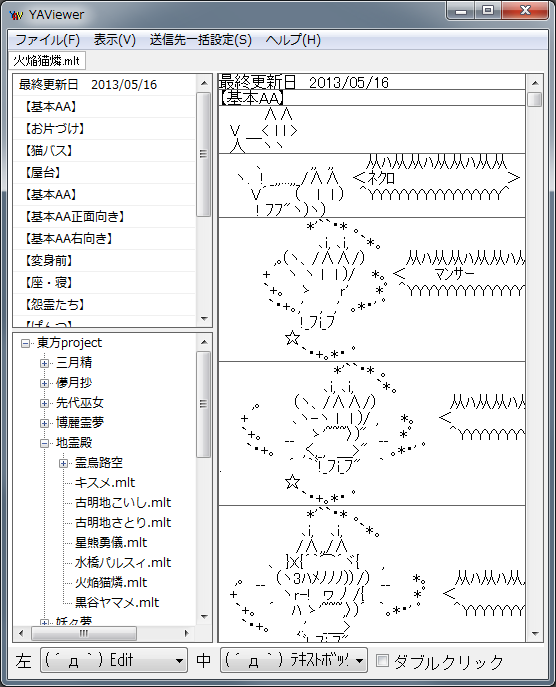 YAViewer
ファイル(F) 表示(V) 送信先一括設定(S) ヘルプ(H)
火焔猫燐.mlt
最終更新日 2013/05/16
【基本AA】
【お片づけ】
【猫バス】
【屋台】
【基本AA】
【基本AA正面向き】
【基本AA右向き】
【変身前】
【座・寝】
【怨霊たち】
【ぱんつ】
東方project
三月精
儚月抄
先代巫女
博麗霊夢
地霊殿
霊烏路空
キスメ.mlt
古明地こいし.mlt
古明地さとり.mlt
星熊勇儀.mlt
水橋パルスィ.mlt
火焔猫燐.mlt
黒谷ヤマメ.mlt
妖々夢
最終更新日 2013/05/16
【基本AA】
ネクロ
マンサー
左 (´д｀) Edit 中 (´д｀) ﾃｷｽﾄﾎﾞｯｸ ダブルクリック